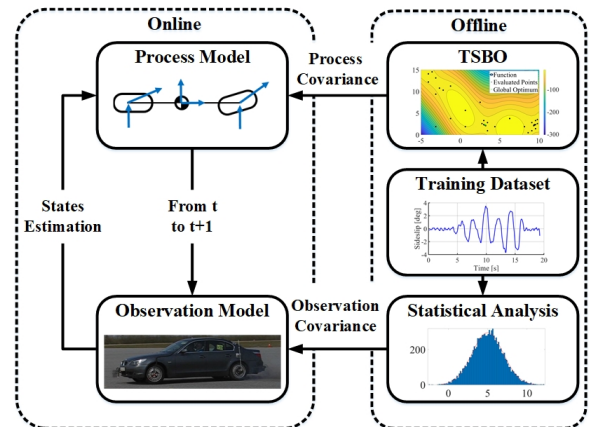 Online
Offline
Process Model
Process
Covariance
TSBO
15
10
5
0
-5
0
5
10
Function
Evaluated Points
Global Optimum
-100
-200
-300
States
Estimation
From t
to t+1
Training Dataset
Sideslip [deg]
4
2
0
-2
-4
0
5
10
15
20
Time [s]
Observation Model
Observation
Covariance
Statistical Analysis
200
0
0
5
10